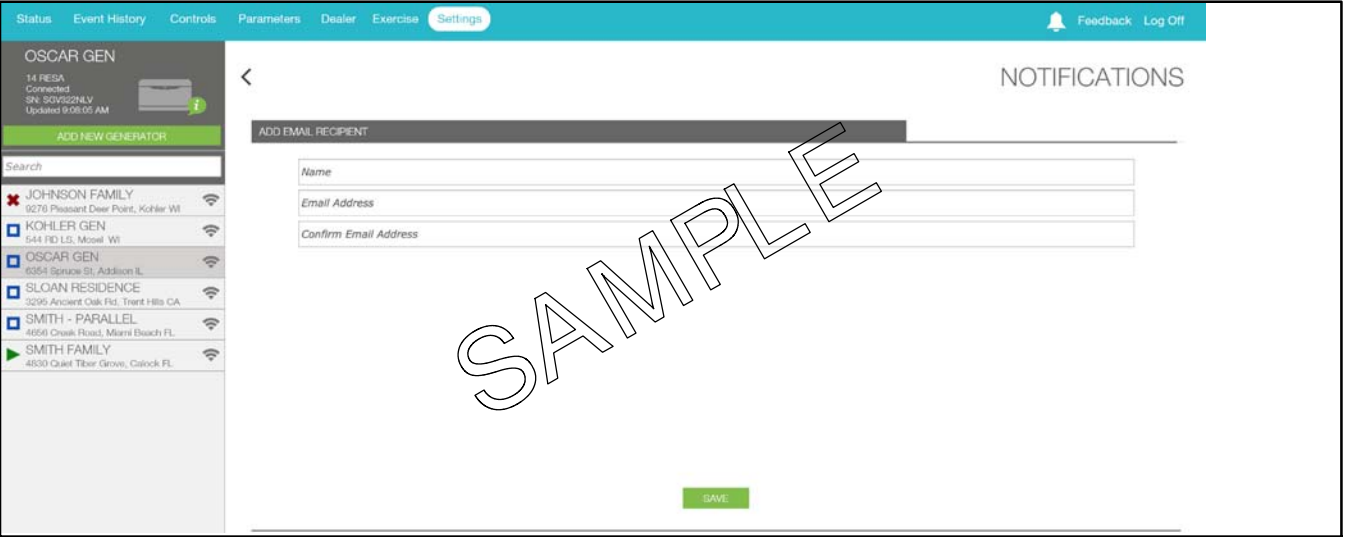 Status Event History Controls Parameters Dealer Exercise Settings Feedback Log Off
OSCAR GEN
14 RESA
Connected
SN: SGV322NLV
Updated 9:08:05 AM
i
ADD NEW GENERATOR
Search
JOHNSON FAMILY
9276 Pleasant Deer Point, Kohler WI
KOHLER GEN
544 RD LS, Mosel WI
OSCAR GEN
6354 Spruce St, Addison IL
SLOAN RESIDENCE
3295 Ancient Oak Rd, Trent Hills CA
SMITH - PARALLEL
4656 Creek Road, Miami Beach FL
SMITH FAMILY
4830 Quiet Tiber Grove, Calock FL
NOTIFICATIONS
ADD EMAIL RECIPIENT
Name
Email Address
Confirm Email Address
SAMPLE
SAVE